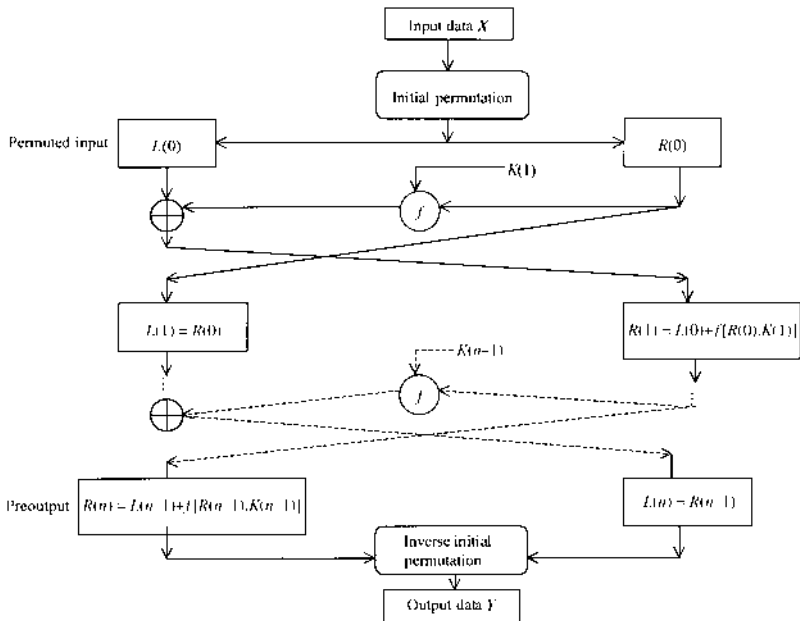 Input data X
Initial permutation
Permuted input
L(0)
R(0)
K(1)
f
L(1) = R(0)
R(1) = L(0)+f[R(0),K(1)]
K(n−1)
f
Preoutput
R(n) = L(n−1)+f[R(n−1),K(n−1)]
L(n) = R(n−1)
Inverse initial
permutation
Output data Y